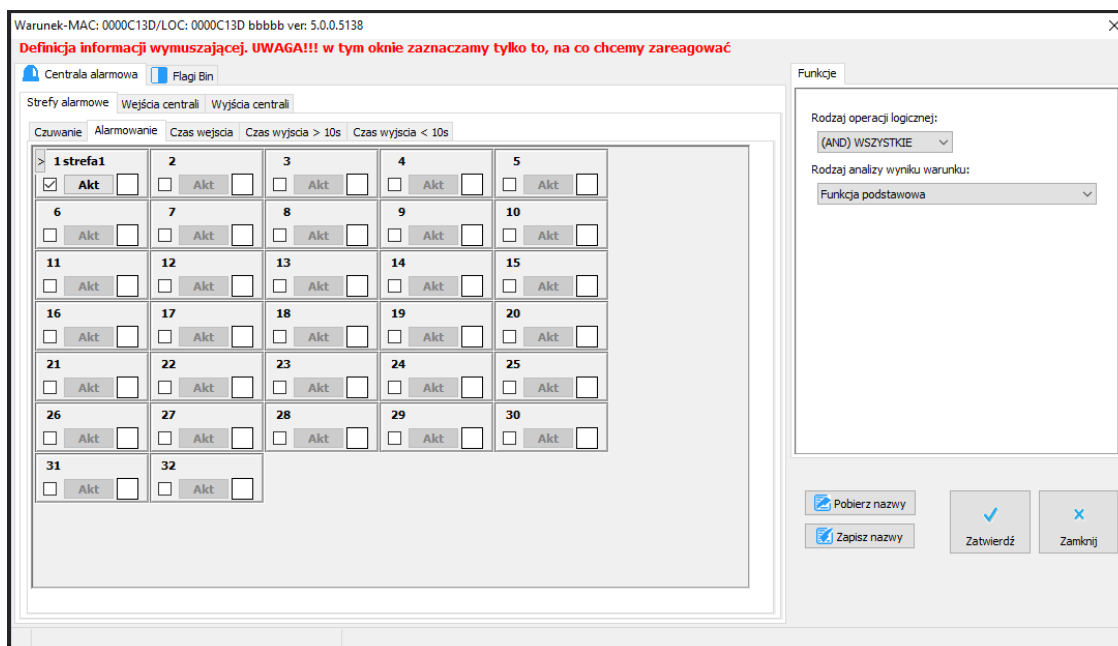 Warunek-MAC: 0000C13D/LOC: 0000C13D bbbbb ver: 5.0.0.5138
Definicja informacji wymuszającej. UWAGA!!! w tym oknie zaznaczamy tylko to, na co chcemy zareagować
Centrala alarmowa Flagi Bin
Strefy alarmowe Wejścia centrali Wyjścia centrali
Czuwanie Alarmowanie Czas wejscia Czas wyjscia > 10s Czas wyjscia < 10s
> 1 strefa1 2 3 4 5
Akt Akt Akt Akt Akt
6 7 8 9 10
Akt Akt Akt Akt Akt
11 12 13 14 15
Akt Akt Akt Akt Akt
16 17 18 19 20
Akt Akt Akt Akt Akt
21 22 23 24 25
Akt Akt Akt Akt Akt
26 27 28 29 30
Akt Akt Akt Akt Akt
31 32
Akt Akt
Funkcje
Rodzaj operacji logicznej:
(AND) WSZYSTKIE
Rodzaj analizy wyniku warunku:
Funkcja podstawowa
Pobierz nazwy
Zapisz nazwy
Zatwierdź
Zamknij